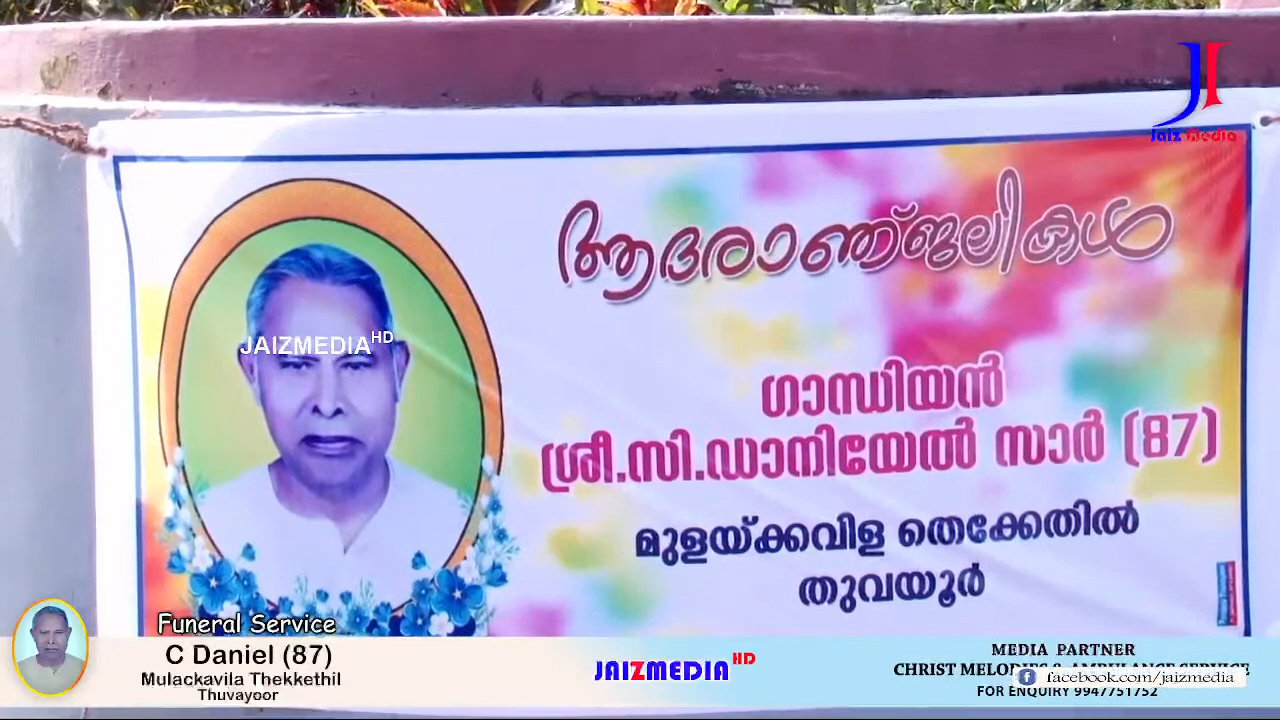 JI
Jaiz Media
ആദരാഞ്ജലികൾ
JAIZMEDIA HD
ഗാന്ധിയൻ
ശ്രീ.സി.ഡാനിയേൽ സാർ (87)
മുളയ്ക്കവിള തെക്കേതിൽ
തുവയൂർ
Funeral Service
C Daniel (87)
Mulackavila Thekkethil
Thuvayoor
JAIZMEDIA HD
MEDIA PARTNER
CHRIST MELODIES & AMBULANCE SERVICE
facebook.com/jaizmedia
FOR ENQUIRY 9947751752